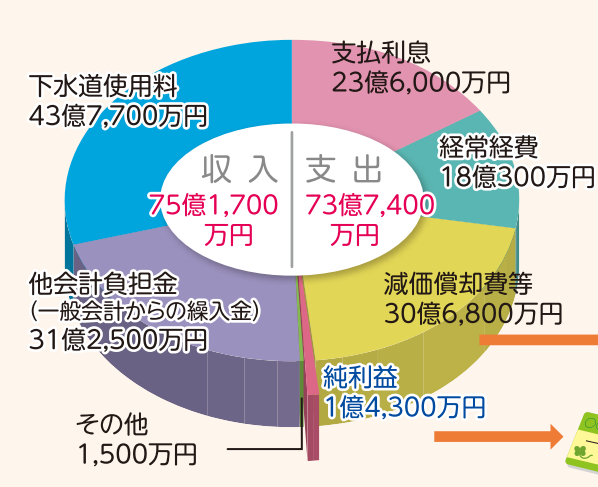 支払利息
23億6,000万円
下水道使用料
43億7,700万円
経常経費
18億300万円
収入
75億1,700
万円
支出
73億7,400
万円
他会計負担金
(一般会計からの繰入金)
31億2,500万円
減価償却費等
30億6,800万円
純利益
1億4,300万円
その他
1,500万円